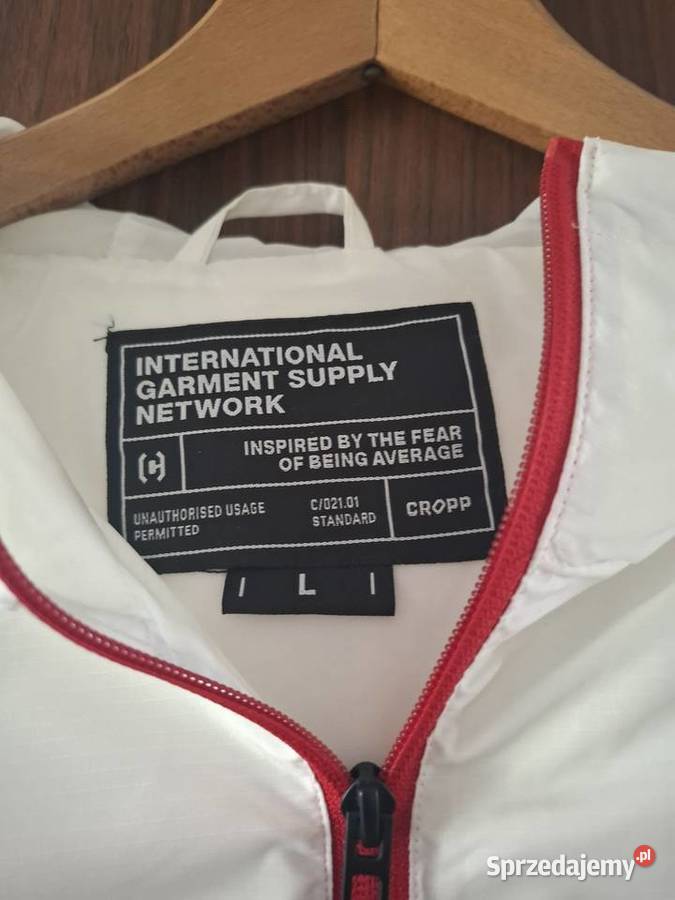 INTERNATIONAL
GARMENT SUPPLY
NETWORK
(C)
INSPIRED BY THE FEAR
OF BEING AVERAGE
UNAUTHORISED USAGE
PERMITTED
C/021.01
STANDARD
CROPP
L
Sprzedajemy.pl